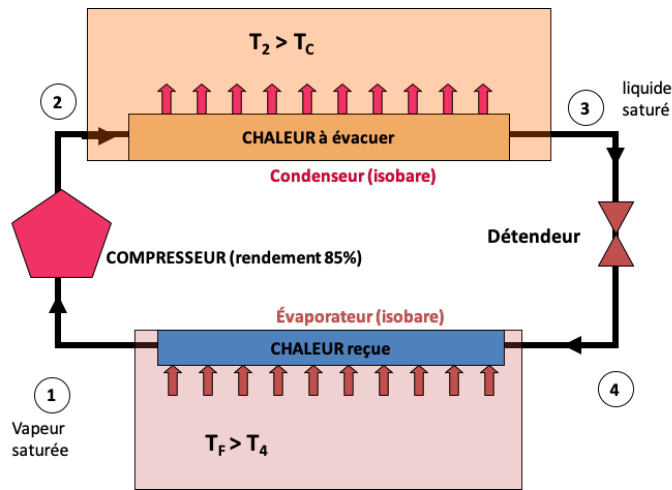 T₂ > T_C
2
3
liquide
saturé
CHALEUR à évacuer
Condenseur (isobare)
Détendeur
COMPRESSEUR (rendement 85%)
Évaporateur (isobare)
CHALEUR reçue
1
4
Vapeur
saturée
T_F > T₄